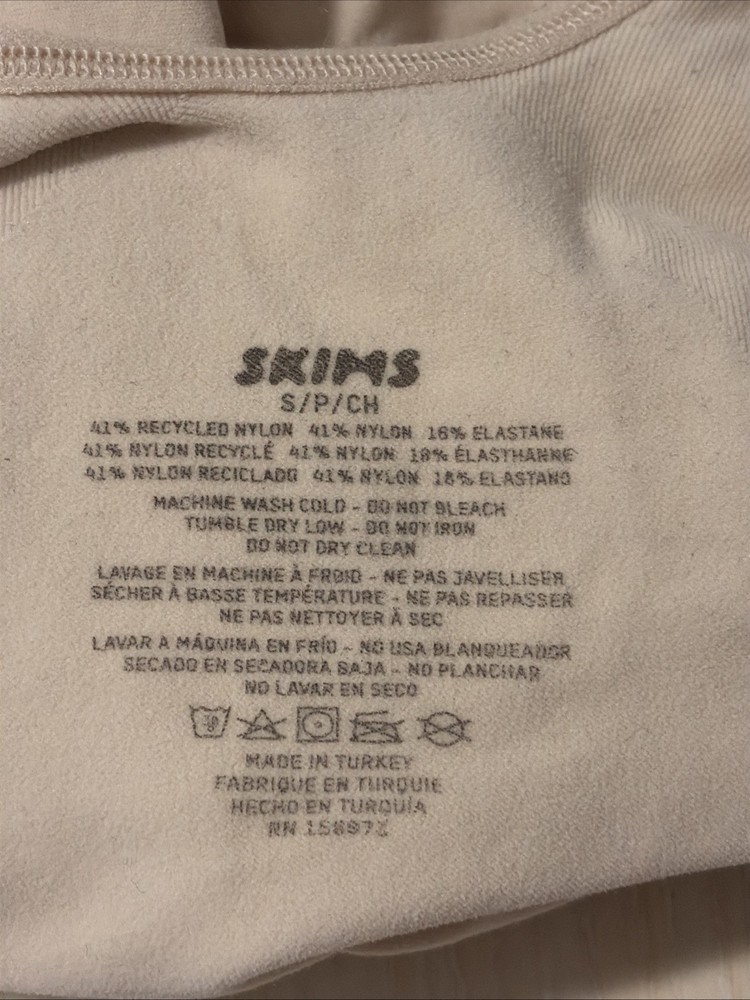 SKIMS
S/P/CH
41% RECYCLED NYLON 41% NYLON 18% ELASTANE
41% NYLON RECYCLÉ 41% NYLON 18% ÉLASTHANNE
41% NYLON RECICLADO 41% NYLON 18% ELASTANO
MACHINE WASH COLD - DO NOT BLEACH
TUMBLE DRY LOW - DO NOT IRON
DO NOT DRY CLEAN
LAVAGE EN MACHINE À FROID - NE PAS JAVELLISER
SÉCHER À BASSE TEMPÉRATURE - NE PAS REPASSER
NE PAS NETTOYER À SEC
LAVAR A MÁQUINA EN FRÍO - NO USA BLANQUEADOR
SECADO EN SECADORA BAJA - NO PLANCHAR
NO LAVAR EN SECO
MADE IN TURKEY
FABRIQUE EN TURQUIE
HECHO EN TURQUÍA
RN